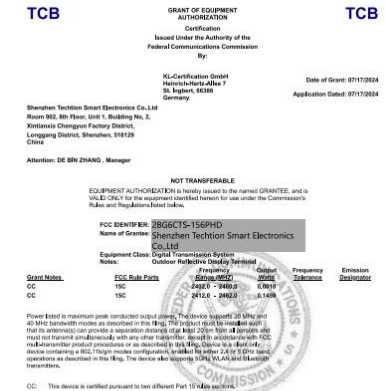 TCB
GRANT OF EQUIPMENT
AUTHORIZATION
TCB
Certification
Issued Under the Authority of the
Federal Communications Commission
By:
KL-Certification GmbH
Heinrich-Hertz-Allee 7
St. Ingbert, 66386
Germany
Date of Grant: 07/17/2024
Application Dated: 07/17/2024
Shenzhen Techtion Smart Electronics Co.,Ltd
Room 902, 8th Floor, Unit 1, Building No, 2,
Xintianxia Chengyun Factory District,
Longgang District, Shenzhen, 518129
China
Attention: DE BIN ZHANG , Manager
NOT TRANSFERABLE
EQUIPMENT AUTHORIZATION is hereby issued to the named GRANTEE, and is
VALID ONLY for the equipment identified hereon for use under the Commission's
Rules and Regulations listed below.
FCC IDENTIFIER: 2BG6CTS-156PHD
Name of Grantee: Shenzhen Techtion Smart Electronics
Co.,Ltd
Equipment Class: Digital Transmission System
Notes: Outdoor Reflective Display Terminal
Grant Notes FCC Rule Parts Frequency Range (MHZ) Output Watts Frequency Tolerance Emission Designator
CC 15C 2402.0 - 2480.0 0.0018
CC 15C 2412.0 - 2462.0 0.1459
Power listed is maximum peak conducted output power. The device supports 20 MHz and
40 MHz bandwidth modes as described in this filing. The product must be installed such
that its antenna(s) can provide a separation distance of at least 20cm from all persons and
must not transmit simultaneously with any other transmitter, except in accordance with FCC
multi-transmitter product procedures or as described in this filing. Device is a client only
device containing a 802.11b/g/n modes configuration, enabled for either 2.4 or 5 GHz band
operations as described in this filing. The device also supports 5GHz WLAN and Bluetooth
transmitters.
CC: This device is certified pursuant to two different Part 15 rules sections.